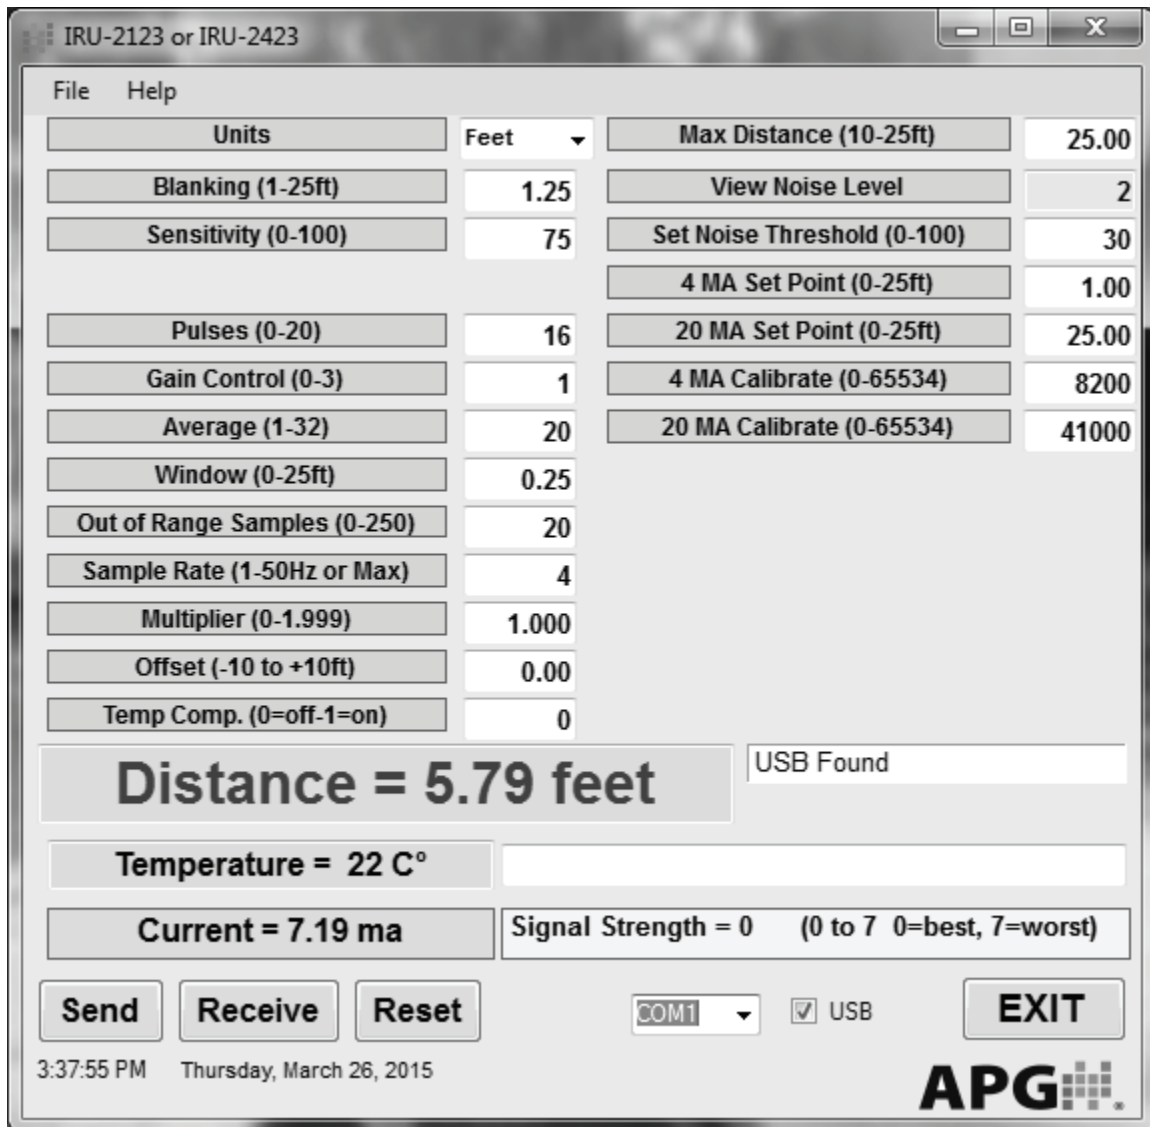 IRU-2123 or IRU-2423
File Help
Units Feet Max Distance (10-25ft) 25.00
Blanking (1-25ft) 1.25 View Noise Level 2
Sensitivity (0-100) 75 Set Noise Threshold (0-100) 30
4 MA Set Point (0-25ft) 1.00
Pulses (0-20) 16 20 MA Set Point (0-25ft) 25.00
Gain Control (0-3) 1 4 MA Calibrate (0-65534) 8200
Average (1-32) 20 20 MA Calibrate (0-65534) 41000
Window (0-25ft) 0.25
Out of Range Samples (0-250) 20
Sample Rate (1-50Hz or Max) 4
Multiplier (0-1.999) 1.000
Offset (-10 to +10ft) 0.00
Temp Comp. (0=off-1=on) 0
Distance = 5.79 feet USB Found
Temperature = 22 C°
Current = 7.19 ma Signal Strength = 0 (0 to 7 0=best, 7=worst)
Send Receive Reset COM1 USB EXIT
3:37:55 PM Thursday, March 26, 2015
APG